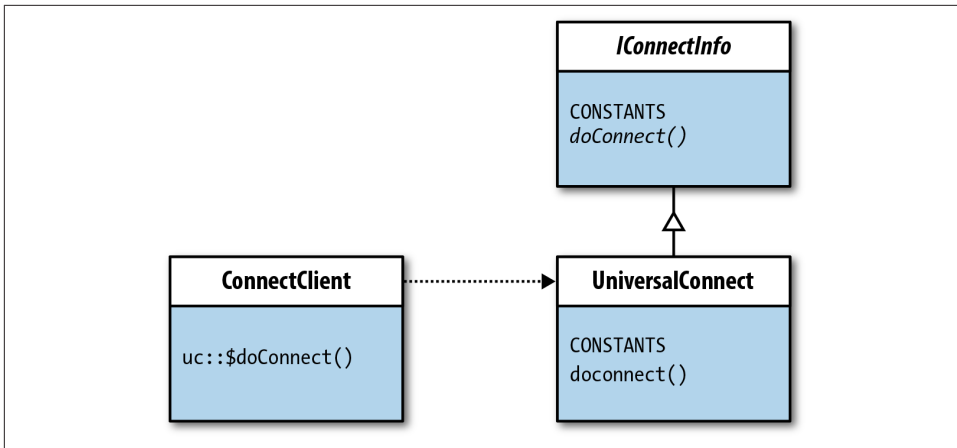 IConnectInfo
CONSTANTS
doConnect()
ConnectClient
uc::$doConnect()
UniversalConnect
CONSTANTS
doconnect()